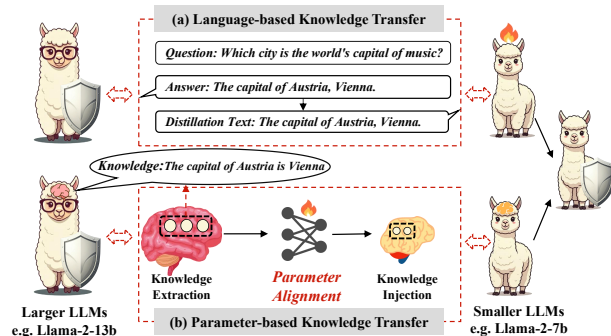 (a) Language-based Knowledge Transfer
Question: Which city is the world's capital of music?
Answer: The capital of Austria, Vienna.
Distillation Text: The capital of Austria, Vienna.
Knowledge:The capital of Austria is Vienna
Knowledge
Extraction
Parameter
Alignment
Knowledge
Injection
Larger LLMs
e.g. Llama-2-13b
Smaller LLMs
e.g. Llama-2-7b
(b) Parameter-based Knowledge Transfer